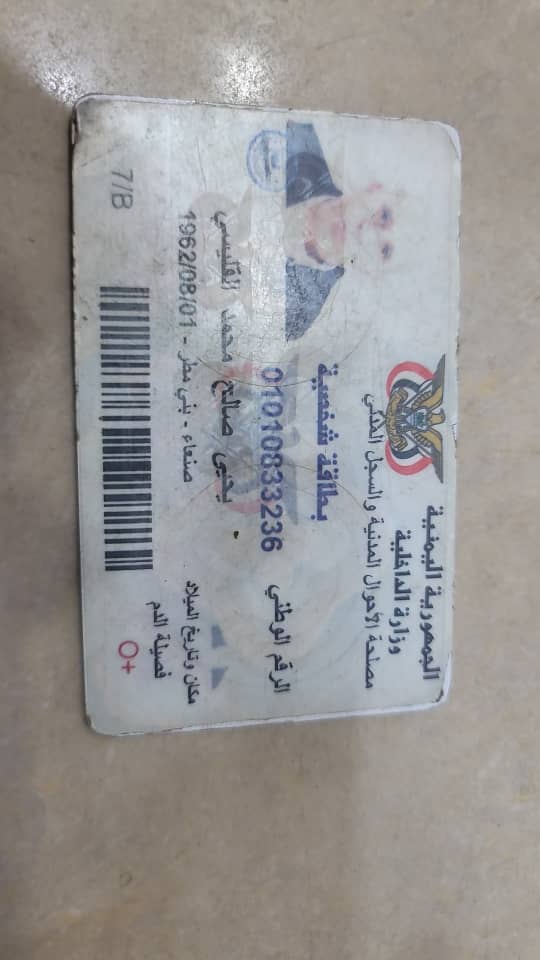 الجمهورية اليمنية
وزارة الداخلية
مصلحة الأحوال المدنية والسجل المدني
بطاقة شخصية
الرقم الوطني 01010833236
يحيى صالح محمد القليسي
مكان وتاريخ الميلاد صنعاء - بني مطر - 1962/08/01
فصيلة الدم
O+
7/B